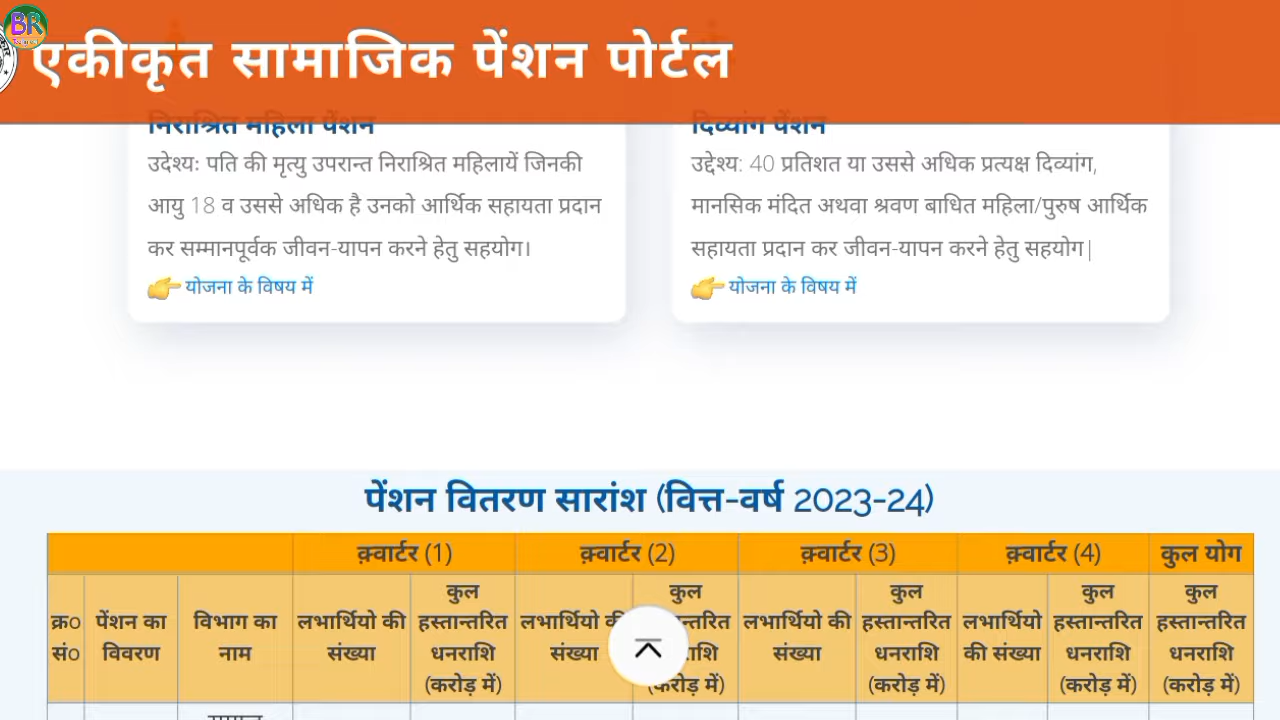 BR
एकीकृत सामाजिक पेंशन पोर्टल
निराश्रित महिला पेंशन
उदेश्यः पति की मृत्यु उपरान्त निराश्रित महिलायें जिनकी
आयु 18 व उससे अधिक है उनको आर्थिक सहायता प्रदान
कर सम्मानपूर्वक जीवन-यापन करने हेतु सहयोग।
👉 योजना के विषय में
दिव्यांग पेंशन
उद्देश्य: 40 प्रतिशत या उससे अधिक प्रत्यक्ष दिव्यांग,
मानसिक मंदित अथवा श्रवण बाधित महिला/पुरुष आर्थिक
सहायता प्रदान कर जीवन-यापन करने हेतु सहयोग|
👉 योजना के विषय में
पेंशन वितरण सारांश (वित्त-वर्ष 2023-24)
क़्वार्टर (1) क़्वार्टर (2) क़्वार्टर (3) क़्वार्टर (4) कुल योग
कुल कुल कुल कुल कुल
क्र० पेंशन का विभाग का लभार्थियो की हस्तान्तरित लभार्थियो की हस्तान्तरित लभार्थियो हस्तान्तरित हस्तान्तरित
सं० विवरण नाम संख्या धनराशि संख्या संख्या धनराशि की संख्या धनराशि धनराशि
(करोड़ में) (करोड़ में) (करोड़ में) (करोड़ में) (करोड़ में)